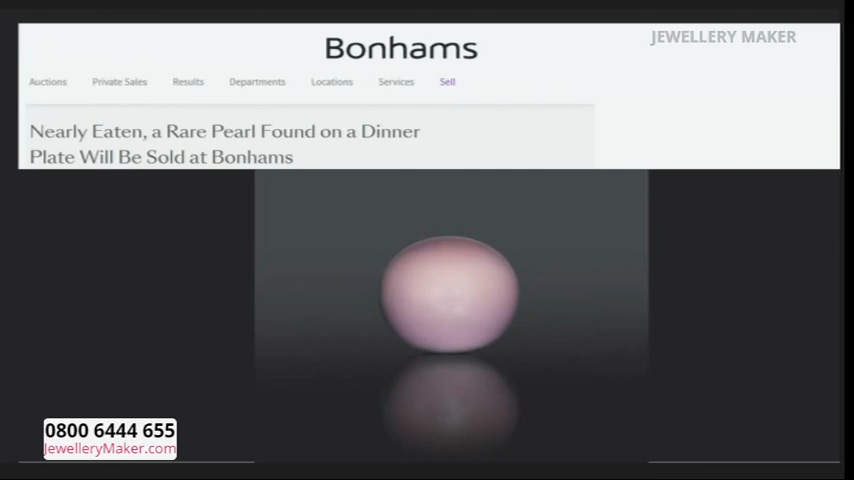 Bonhams
JEWELLERY MAKER
Auctions Private Sales Results Departments Locations Services Sell
Nearly Eaten, a Rare Pearl Found on a Dinner
Plate Will Be Sold at Bonhams
0800 6444 655
JewelleryMaker.com